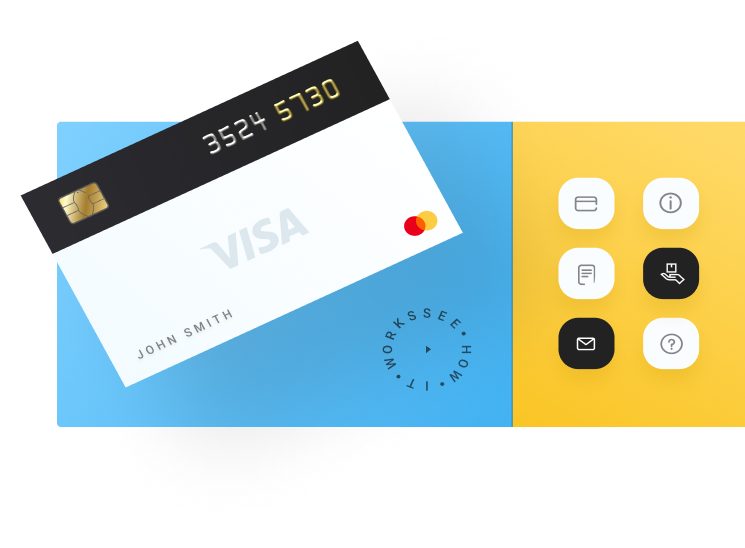 3524 5730
VISA
JOHN SMITH
SEE • HOW • IT • WORKS
?